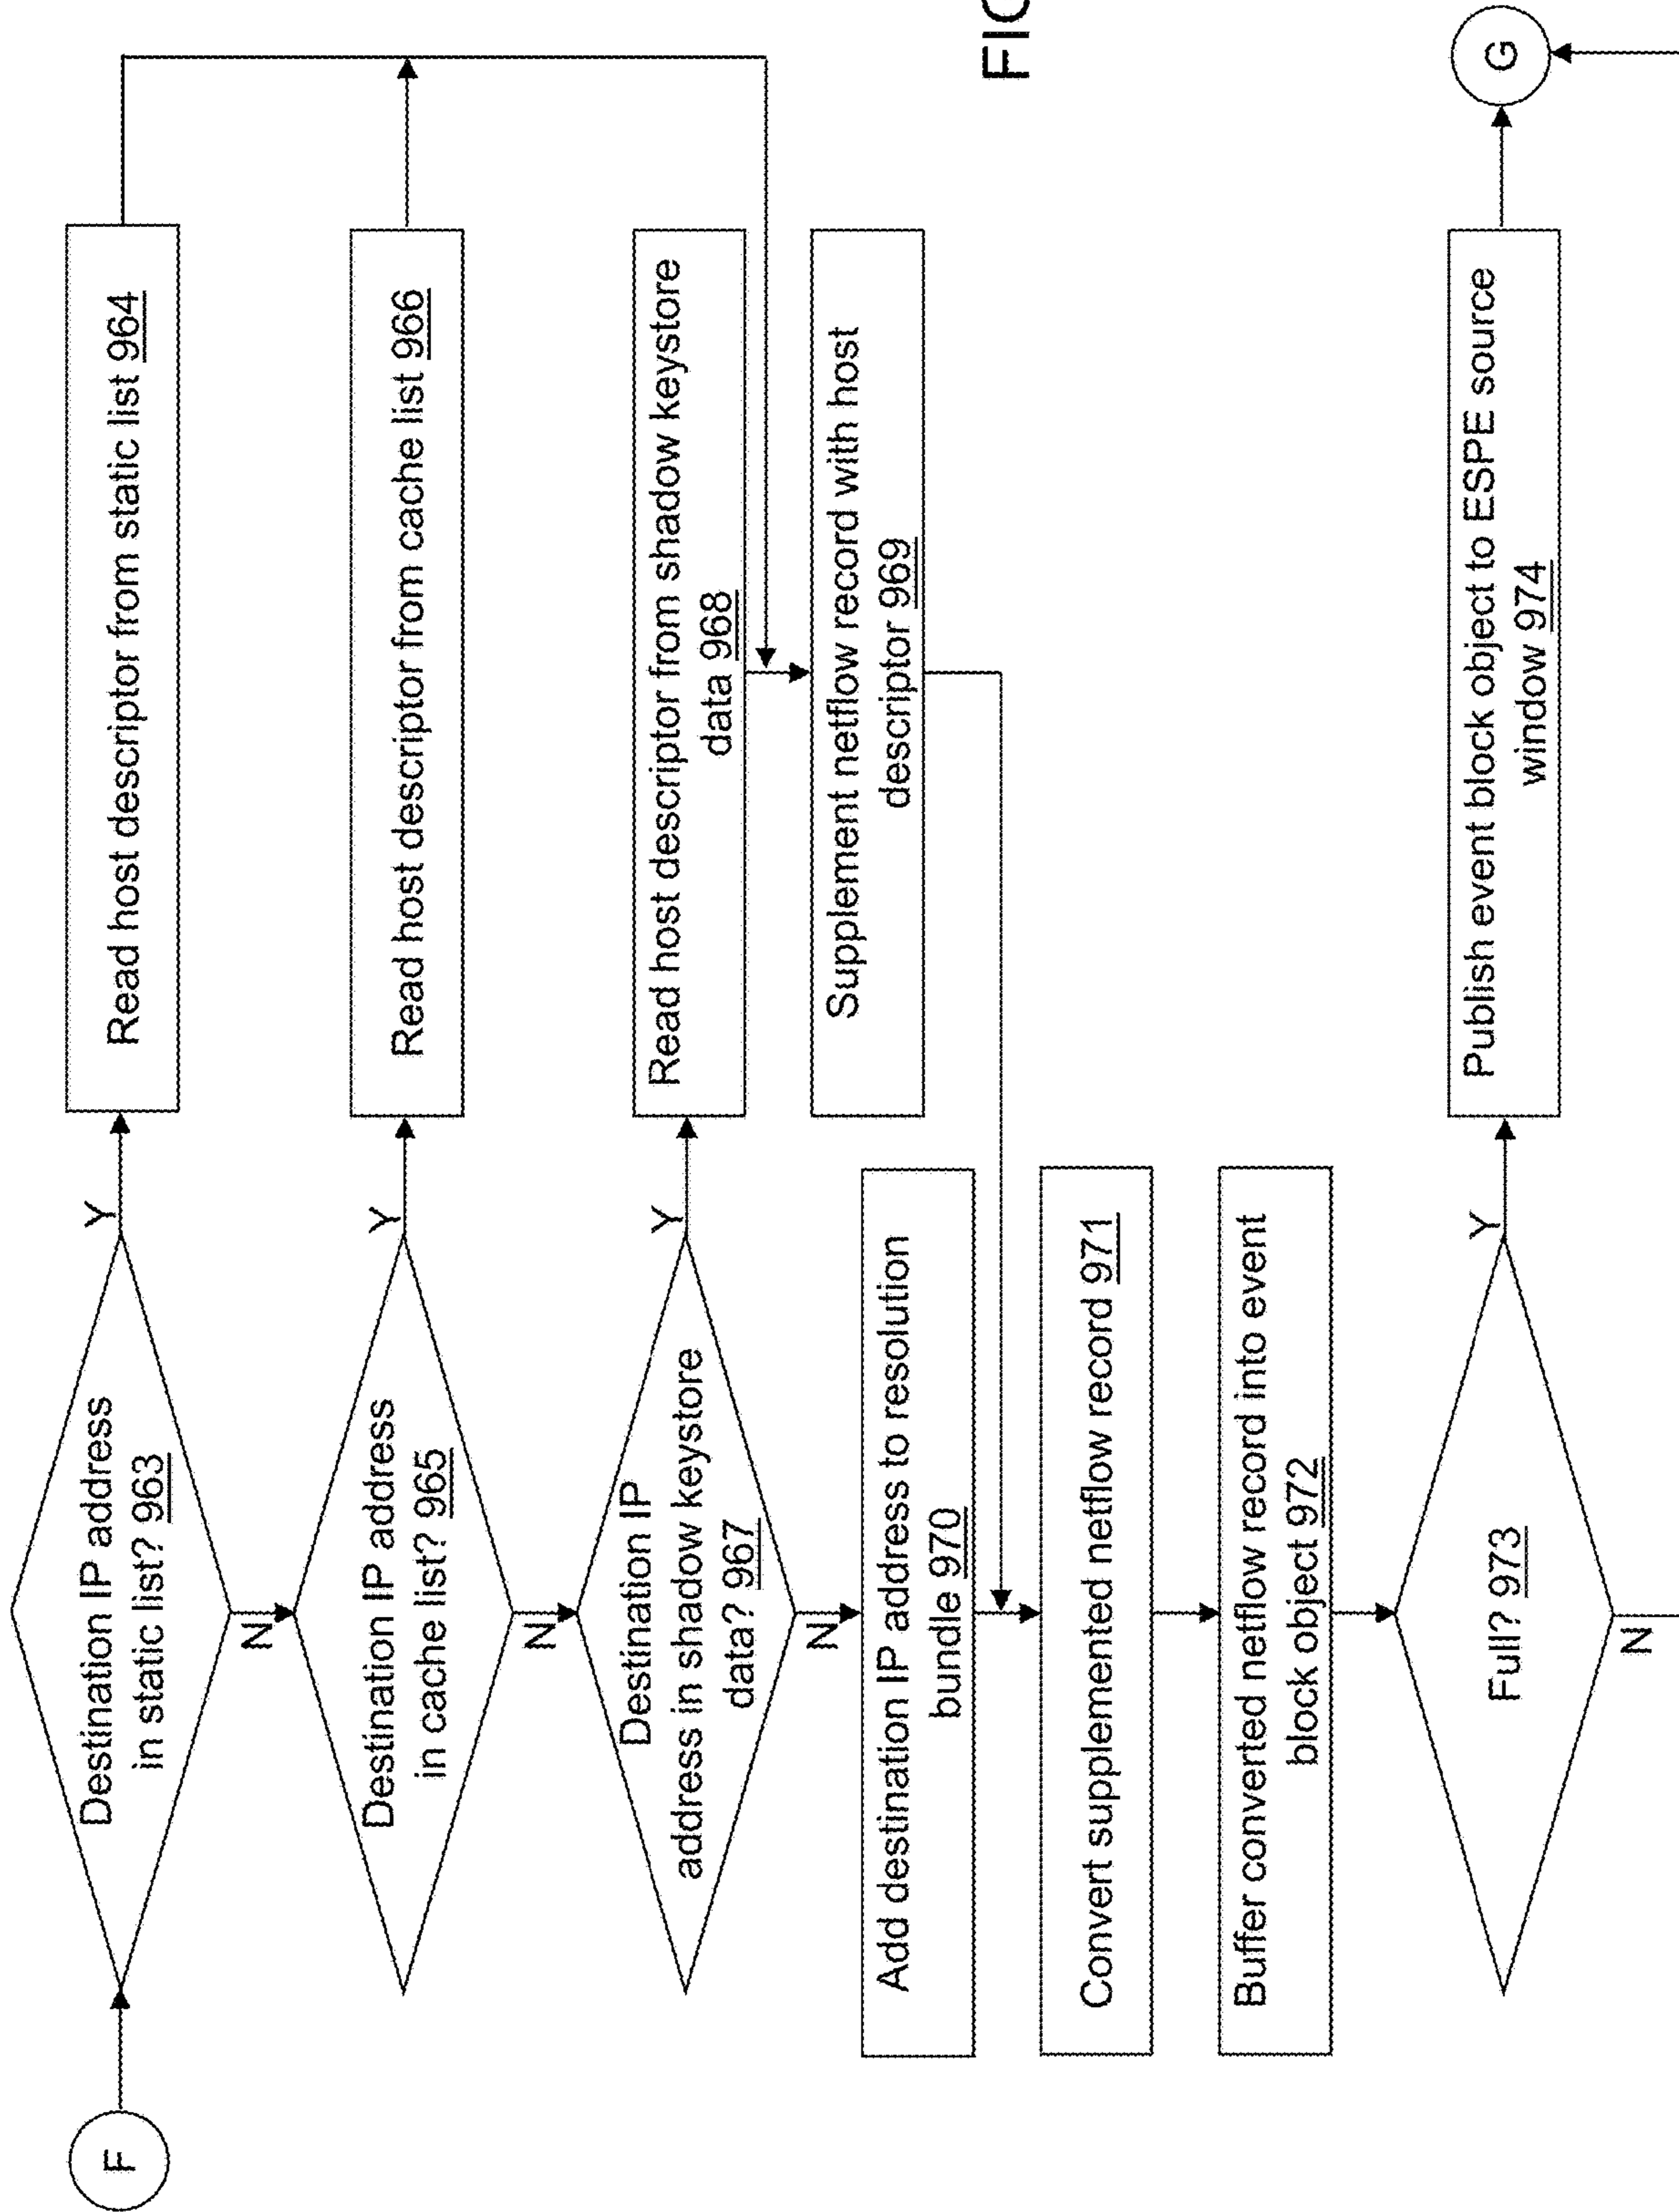 F
Destination IP address
in static list? 963
Y
Read host descriptor from static list 964
N
Destination IP address
in cache list? 965
Y
Read host descriptor from cache list 966
N
Destination IP
address in shadow keystore
data? 967
Y
Read host descriptor from shadow keystore
data 968
Supplement netflow record with host
descriptor 969
N
Add destination IP address to resolution
bundle 970
Convert supplemented netflow record 971
Buffer converted netflow record into event
block object 972
Full? 973
Y
Publish event block object to ESPE source
window 974
G
N